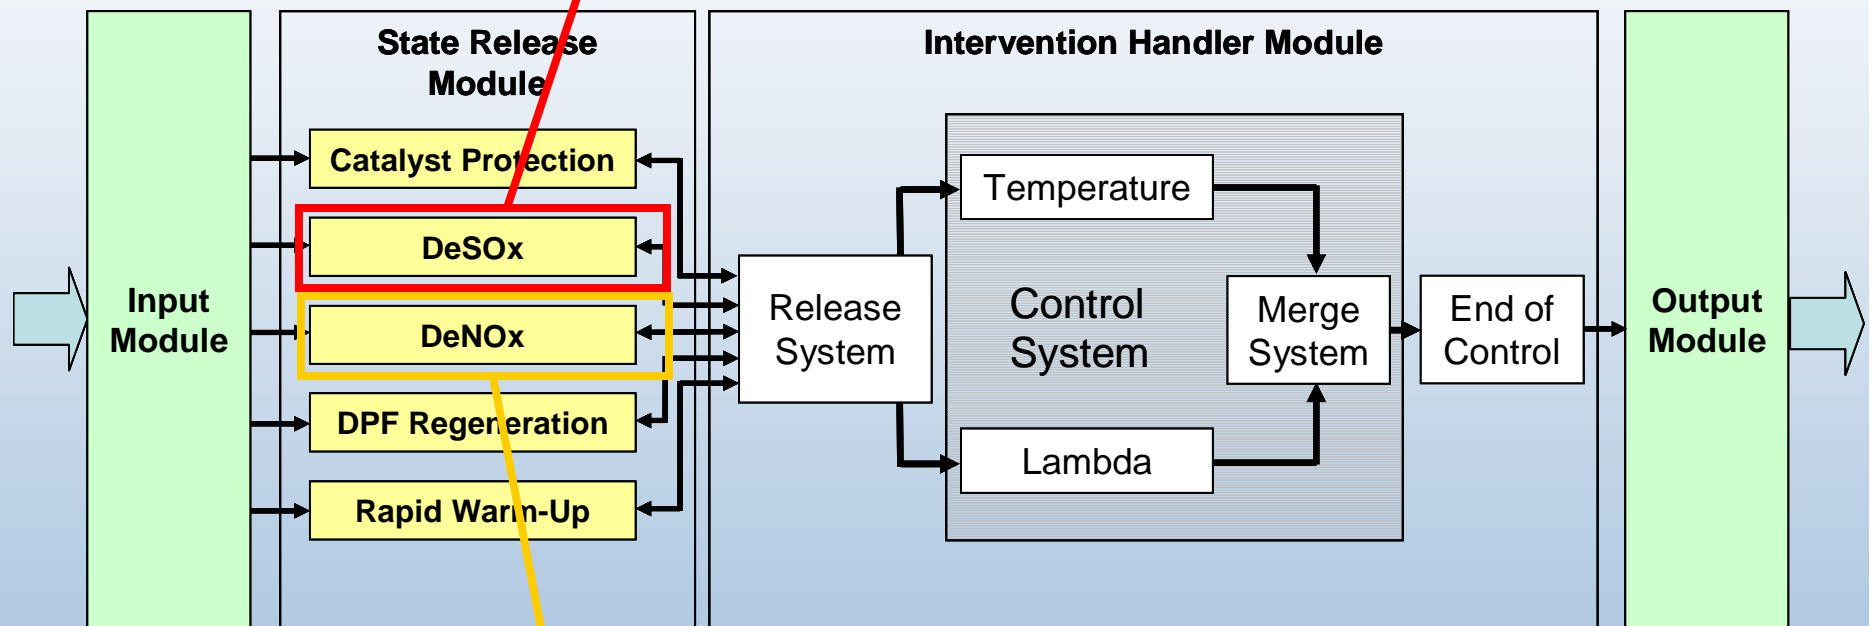 Input
Module
State Release
Module
Catalyst Protection
DeSOx
DeNOx
DPF Regeneration
Rapid Warm-Up
Intervention Handler Module
Release
System
Temperature
Control
System
Lambda
Merge
System
End of
Control
Output
Module